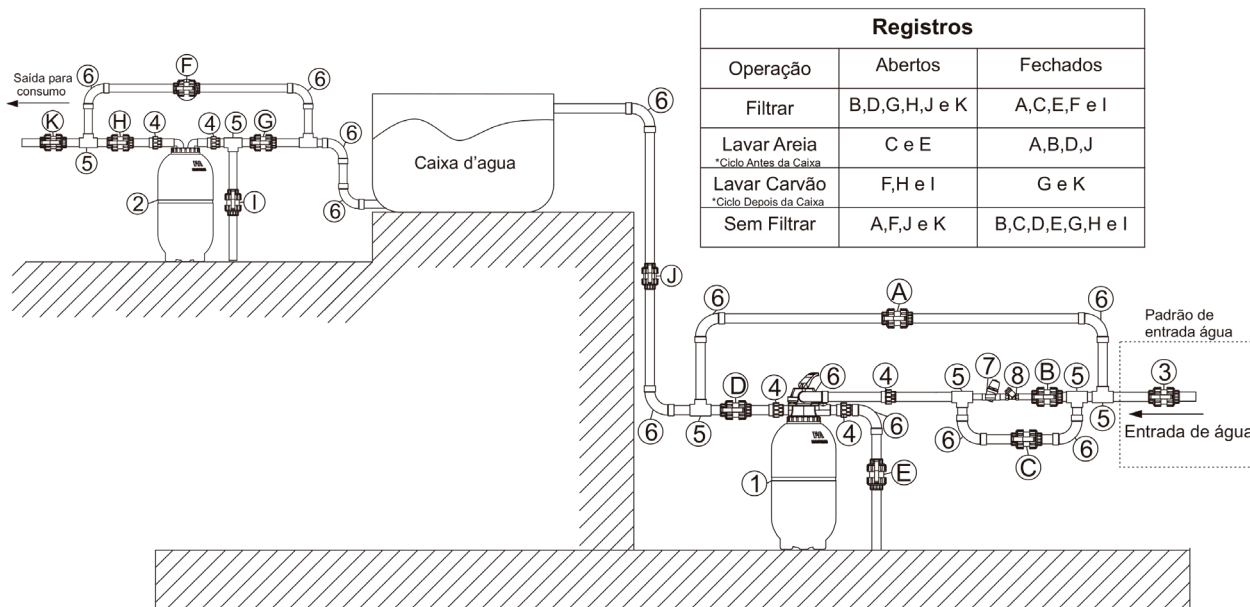 Registros
Operação Abertos Fechados
Filtrar B,D,G,H,J e K A,C,E,F e I
Lavar Areia C e E A,B,D,J
*Ciclo Antes da Caixa
Lavar Carvão F,H e I G e K
*Ciclo Depois da Caixa
Sem Filtrar A,F,J e K B,C,D,E,G,H e I
Saída para
consumo
6 F 6
K H 4 4 5 G 6
5
2 I 6
Caixa d’agua
6
J
6 A 6
Padrão de
entrada água
7 8
D 4 6 4 5 B 5 3
6 5 4 6 6 C 6 5
Entrada de água
1 E